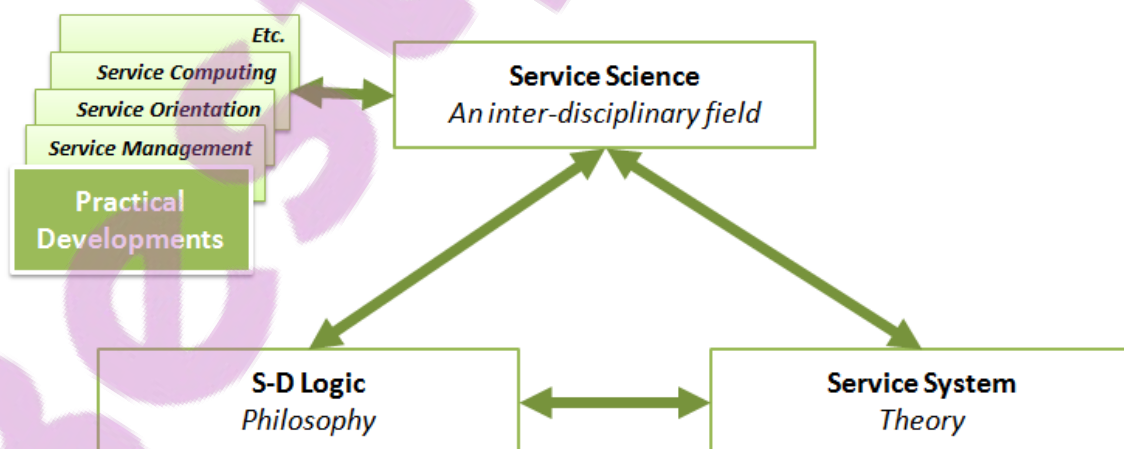 Etc.
Service Computing
Service Orientation
Service Management
Practical
Developments
Service Science
An inter-disciplinary field
S-D Logic
Philosophy
Service System
Theory